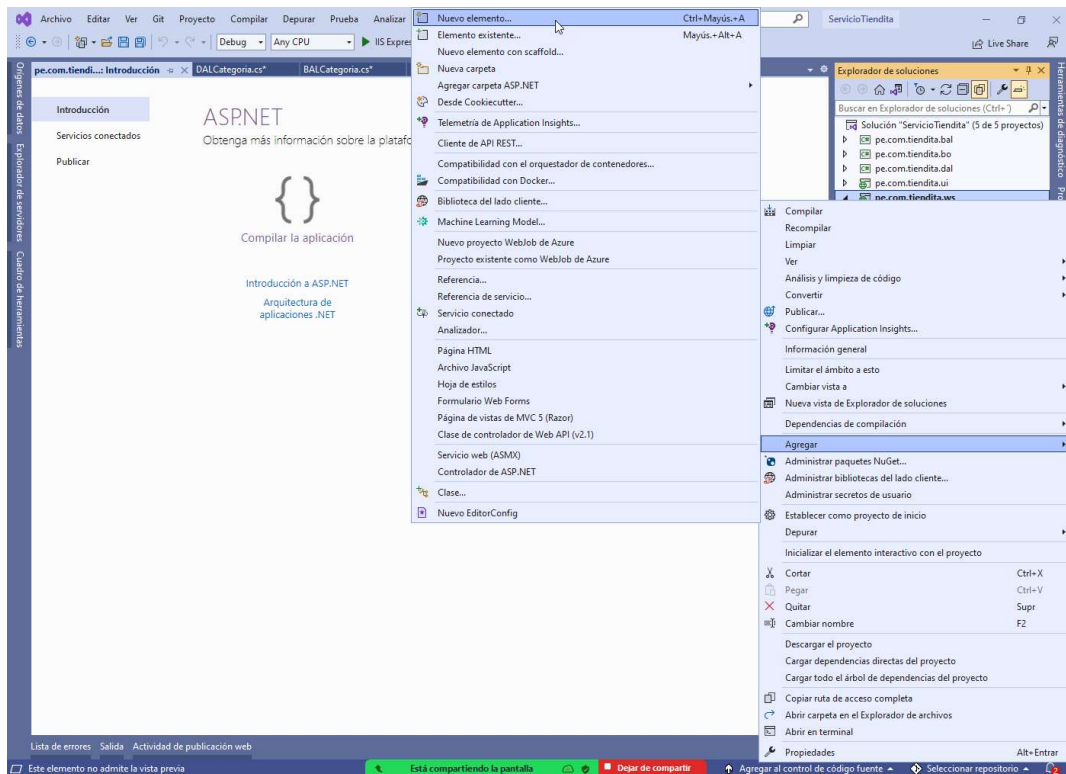 Archivo Editar Ver Git Proyecto Compilar Depurar Prueba Analizar
ServicioTiendita
Debug Any CPU IIS Expres
Live Share
pe.com.tiendi...: Introducción
DALCategoria.cs*
BALCategoria.cs*
Orígenes de datos
Explorador de servidores
Cuadro de herramientas
Introducción
Servicios conectados
Publicar
ASP.NET
Obtenga más información sobre la platafo
{ }
Compilar la aplicación
Introducción a ASP.NET
Arquitectura de
aplicaciones .NET
Nuevo elemento... Ctrl+Mayús.+A
Elemento existente... Mayús.+Alt+A
Nuevo elemento con scaffold...
Nueva carpeta
Agregar carpeta ASP.NET
Desde Cookiecutter...
Telemetría de Application Insights...
Cliente de API REST...
Compatibilidad con el orquestador de contenedores...
Compatibilidad con Docker...
Biblioteca del lado cliente...
Machine Learning Model...
Nuevo proyecto WebJob de Azure
Proyecto existente como WebJob de Azure
Referencia...
Referencia de servicio...
Servicio conectado
Analizador...
Página HTML
Archivo JavaScript
Hoja de estilos
Formulario Web Forms
Página de vistas de MVC 5 (Razor)
Clase de controlador de Web API (v2.1)
Servicio web (ASMX)
Controlador de ASP.NET
Clase...
Nuevo EditorConfig
Explorador de soluciones
Buscar en Explorador de soluciones (Ctrl+´)
Solución "ServicioTiendita" (5 de 5 proyectos)
pe.com.tiendita.bal
pe.com.tiendita.bo
pe.com.tiendita.dal
pe.com.tiendita.ui
pe.com.tiendita.ws
Herramientas de diagnóstico
Compilar
Recompilar
Limpiar
Ver
Análisis y limpieza de código
Convertir
Publicar...
Configurar Application Insights...
Información general
Limitar el ámbito a esto
Cambiar vista a
Nueva vista de Explorador de soluciones
Dependencias de compilación
Agregar
Administrar paquetes NuGet...
Administrar bibliotecas del lado cliente...
Administrar secretos de usuario
Establecer como proyecto de inicio
Depurar
Inicializar el elemento interactivo con el proyecto
Cortar Ctrl+X
Pegar Ctrl+V
Quitar Supr
Cambiar nombre F2
Descargar el proyecto
Cargar dependencias directas del proyecto
Cargar todo el árbol de dependencias del proyecto
Copiar ruta de acceso completa
Abrir carpeta en el Explorador de archivos
Abrir en terminal
Propiedades Alt+Entrar
Lista de errores Salida Actividad de publicación web
Este elemento no admite la vista previa
Está compartiendo la pantalla
Dejar de compartir
Agregar al control de código fuente
Seleccionar repositorio